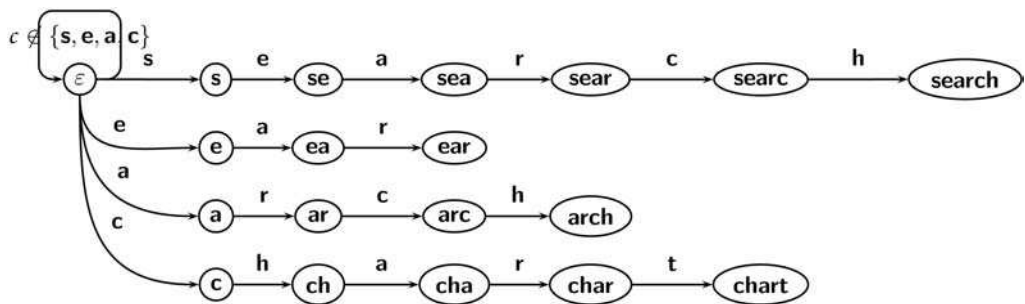 c ∉ {s, e, a, c}
s e a r c h
ε s se sea sear searc search
e a r
e ea ear
a r c h
a ar arc arch
c h a r t
c ch cha char chart